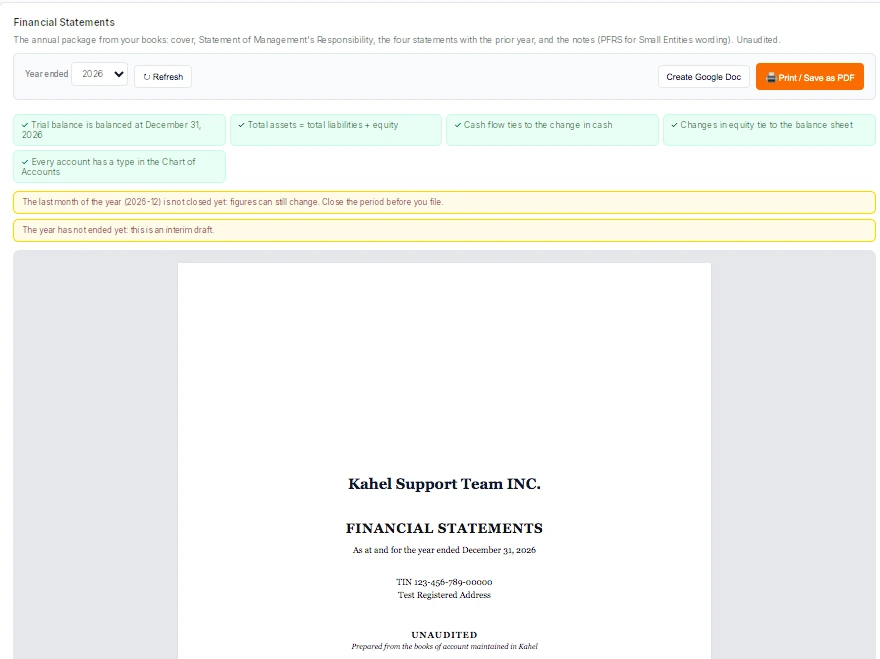 Financial Statements
The annual package from your books: cover, Statement of Management's Responsibility, the four statements with the prior year, and the notes (PFRS for Small Entities wording). Unaudited.
Year ended 2026 ↻ Refresh Create Google Doc Print / Save as PDF
✓ Trial balance is balanced at December 31, 2026
✓ Total assets = total liabilities + equity
✓ Cash flow ties to the change in cash
✓ Changes in equity tie to the balance sheet
✓ Every account has a type in the Chart of Accounts
The last month of the year (2026-12) is not closed yet: figures can still change. Close the period before you file.
The year has not ended yet: this is an interim draft.
Kahel Support Team INC.
FINANCIAL STATEMENTS
As at and for the year ended December 31, 2026
TIN 123-456-789-00000
Test Registered Address
UNAUDITED
Prepared from the books of account maintained in Kahel